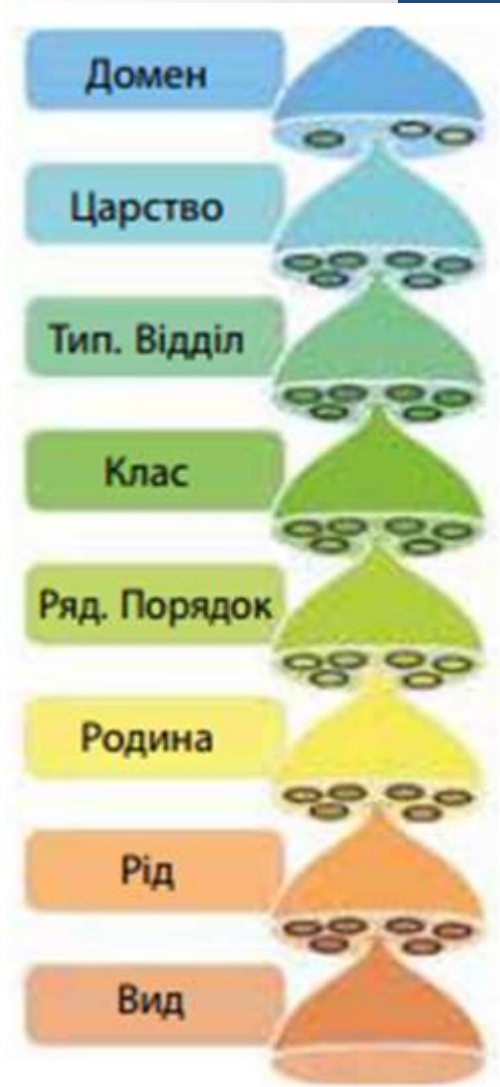 Домен
Царство
Тип. Відділ
Клас
Ряд. Порядок
Родина
Рід
Вид